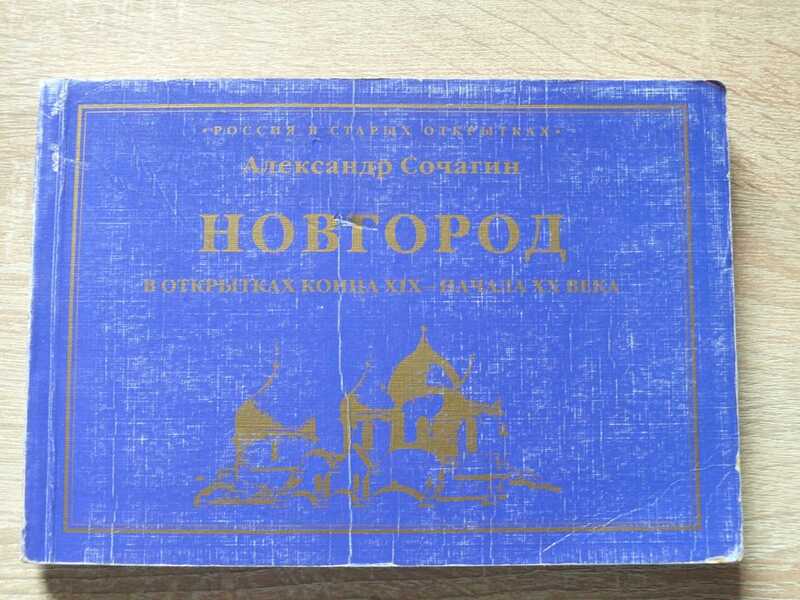 «РОССИЯ В СТАРЫХ ОТКРЫТКАХ»
Александр Сочагин
НОВГОРОД
В ОТКРЫТКАХ КОНЦА XIX – НАЧАЛА XX ВЕКА